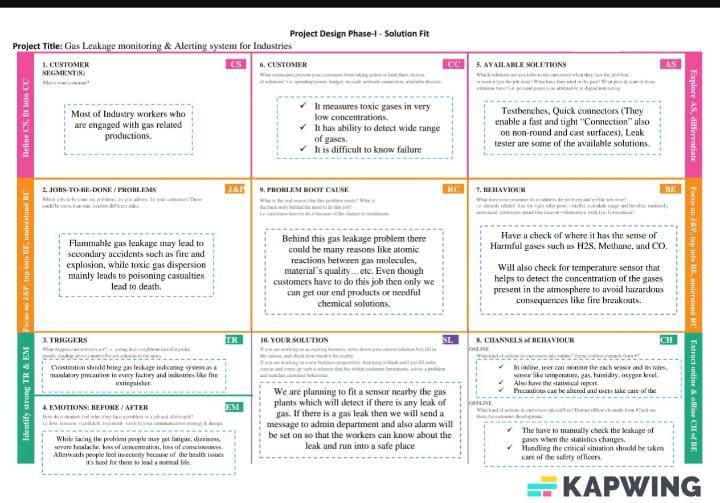 Project Design Phase-I - Solution Fit
Project Title: Gas Leakage monitoring & Alerting system for Industries
Define CS, fit into CC
1. CUSTOMER
SEGMENT(S)
CS
Who is your customer?
Most of Industry workers who
are engaged with gas related
productions.
6. CUSTOMER
CC
What constraints prevent your customers from taking action or limit their choices
of solutions? i.e. spending power, budget, no cash, network connection, available devices.
✓ It measures toxic gases in very
low concentrations.
✓ It has ability to detect wide range
of gases.
✓ It is difficult to know failure
5. AVAILABLE SOLUTIONS
AS
Which solutions are available to the customers when they face the problem
or need to get the job done? What have they tried in the past? What pros & cons do these
solutions have? i.e. pen and paper is an alternative to digital notetaking
Testbenches, Quick connectors (They
enable a fast and tight “Connection” also
on non-round and cast surfaces), Leak
tester are some of the available solutions.
Explore AS, differentiate
Focus on J&P, tap into BE, understand RC
2. JOBS-TO-BE-DONE / PROBLEMS
J&P
Which jobs-to-be-done (or problems) do you address for your customers? There
could be more than one; explore different sides.
Flammable gas leakage may lead to
secondary accidents such as fire and
explosion, while toxic gas dispersion
mainly leads to poisoning casualties
lead to death.
9. PROBLEM ROOT CAUSE
RC
What is the real reason that this problem exists? What is
the back story behind the need to do this job?
i.e. customers have to do it because of the change in regulations.
Behind this gas leakage problem there
could be many reasons like atomic
reactions between gas molecules,
material’s quality…etc. Even though
customers have to do this job then only we
can get our end products or needful
chemical solutions.
7. BEHAVIOUR
BE
What does your customer do to address the problem and get the job done?
i.e. directly related: find the right solar panel installer, calculate usage and benefits; indirectly
associated: customers spend free time on volunteering work (i.e. Greenpeace)
Have a check of where it has the sense of
Harmful gases such as H2S, Methane, and CO.
Will also check for temperature sensor that
helps to detect the concentration of the gases
present in the atmosphere to avoid hazardous
consequences like fire breakouts.
Focus on J&P, tap into BE, understand RC
Identify strong TR & EM
3. TRIGGERS
TR
What triggers customers to act? i.e. seeing their neighbour installing solar
panels, reading about a more efficient solution in the news.
Constitution should bring gas leakage indicating system as a
mandatory precaution in every factory and industries like fire
extinguisher.
4. EMOTIONS: BEFORE / AFTER
EM
How do customers feel when they face a problem or a job and afterwards?
i.e. lost, insecure > confident, in control - use it in your communication strategy & design.
While facing the problem people may get fatigue, dizziness,
severe headache, loss of concentration, loss of consciousness.
Afterwards people feel insecurity because of the health issues
it's hard for them to lead a normal life.
10. YOUR SOLUTION
SL
If you are working on an existing business, write down your current solution first, fill in
the canvas, and check how much it fits reality.
If you are working on a new business proposition, then keep it blank until you fill in the
canvas and come up with a solution that fits within customer limitations, solves a problem
and matches customer behaviour.
We are planning to fit a sensor nearby the gas
plants which will detect if there is any leak of
gas. If there is a gas leak then we will send a
message to admin department and also alarm will
be set on so that the workers can know about the
leak and run into a safe place
8. CHANNELS of BEHAVIOUR
CH
ONLINE
What kind of actions do customers take online? Extract online channels from #7
✓ In online, user can monitor the each sensor and its rates,
sensor like temperature, gas, humidity, oxygen level.
✓ Also have the statistical report.
✓ Precautions can be altered and users take care of the
OFFLINE
What kind of actions do customers take offline? Extract offline channels from #7 and use
them for customer development.
✓ The have to manually check the leakage of
gases when the statistics changes.
✓ Handling the critical situation should be taken
care of the safety officers.
Extract online & offline CH of BE
KAPWING